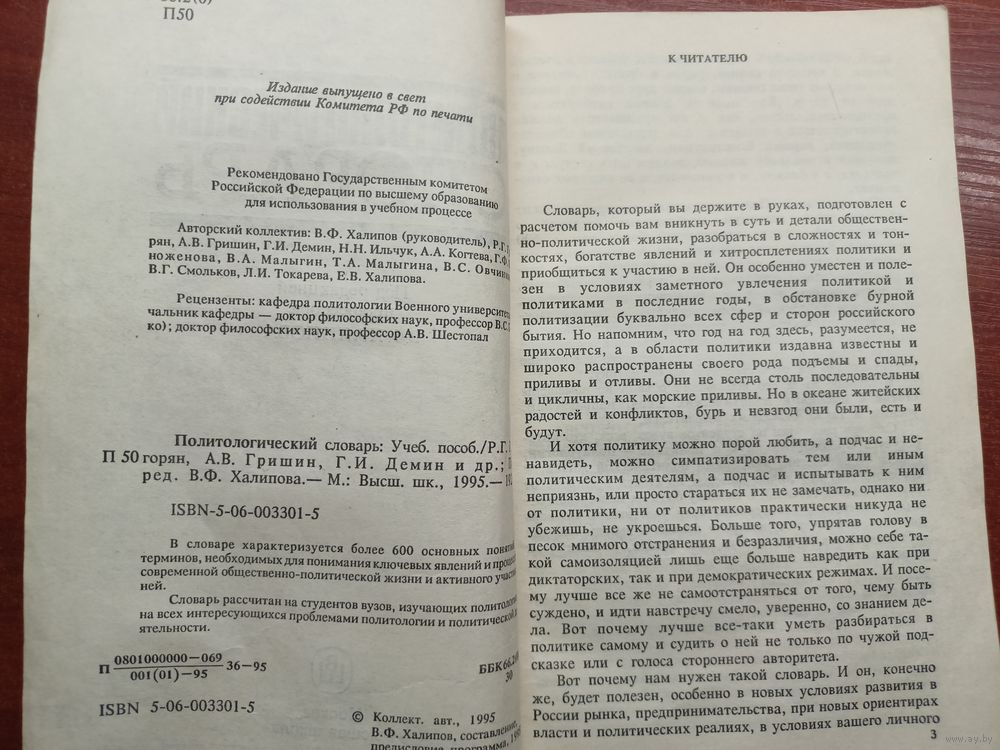 П50
Издание выпущено в свет
при содействии Комитета РФ по печати
Рекомендовано Государственным комитетом
Российской Федерации по высшему образованию
для использования в учебном процессе
Авторский коллектив: В.Ф. Халипов (руководитель), Р.Г.
рян, А.В. Гришин, Г.И. Демин, Н.Н. Ильчук, А.А. Когтева, Г.Ф.
ноженова, В.А. Малыгин, Т.А. Малыгина, В.С. Овчин
В.Г. Смольков, Л.И. Токарева, Е.В. Халипова.
Рецензенты: кафедра политологии Военного университе
чальник кафедры — доктор философских наук, профессор В.С.
ко); доктор философских наук, профессор А.В. Шестопал
Политологический словарь: Учеб. пособ./Р.Г.
П 50 горян, А.В. Гришин, Г.И. Демин и др.;
ред. В.Ф. Халипова.— М.: Высш. шк., 1995.—
ISBN-5-06-003301-5
В словаре характеризуется более 600 основных понятий
терминов, необходимых для понимания ключевых явлений и процес
современной общественно-политической жизни и активного участи
ней.
Словарь рассчитан на студентов вузов, изучающих политологи
на всех интересующихся проблемами политологии и политической
ятельности.
П 0801000000—069 36—95
001(01)—95
ББК 66.2(0)
30
ISBN 5-06-003301-5
© Коллект. авт., 1995
В.Ф. Халипов, составление,
предисловие, программа, 1995
К ЧИТАТЕЛЮ
Словарь, который вы держите в руках, подготовлен с
расчетом помочь вам вникнуть в суть и детали обществен-
но-политической жизни, разобраться в сложностях и тон-
костях, богатстве явлений и хитросплетениях политики и
приобщиться к участию в ней. Он особенно уместен и поле-
зен в условиях заметного увлечения политикой и
политиками в последние годы, в обстановке бурной
политизации буквально всех сфер и сторон российского
бытия. Но напомним, что год на год здесь, разумеется, не
приходится, а в области политики издавна известны и
широко распространены своего рода подъемы и спады,
приливы и отливы. Они не всегда столь последовательны
и цикличны, как морские приливы. Но в океане житейских
радостей и конфликтов, бурь и невзгод они были, есть и
будут.
И хотя политику можно порой любить, а подчас и не-
навидеть, можно симпатизировать тем или иным
политическим деятелям, а подчас и испытывать к ним
неприязнь, или просто стараться их не замечать, однако ни
от политики, ни от политиков практически никуда не
убежишь, не укроешься. Больше того, упрятав голову в
песок мнимого отстранения и безразличия, можно себе та-
кой самоизоляцией лишь еще больше навредить как при
диктаторских, так и при демократических режимах. И посе-
му лучше все же не самоотстраняться от того, чему быть
суждено, и идти навстречу смело, уверенно, со знанием де-
ла. Вот почему лучше все-таки уметь разбираться в
политике самому и судить о ней не только по чужой под-
сказке или с голоса стороннего авторитета.
Вот почему нам нужен такой словарь. И он, конечно
же, будет полезен, особенно в новых условиях развития в
России рынка, предпринимательства, при новых ориентирах
власти и политических реалиях, в условиях вашего личного
3
www.ay.by